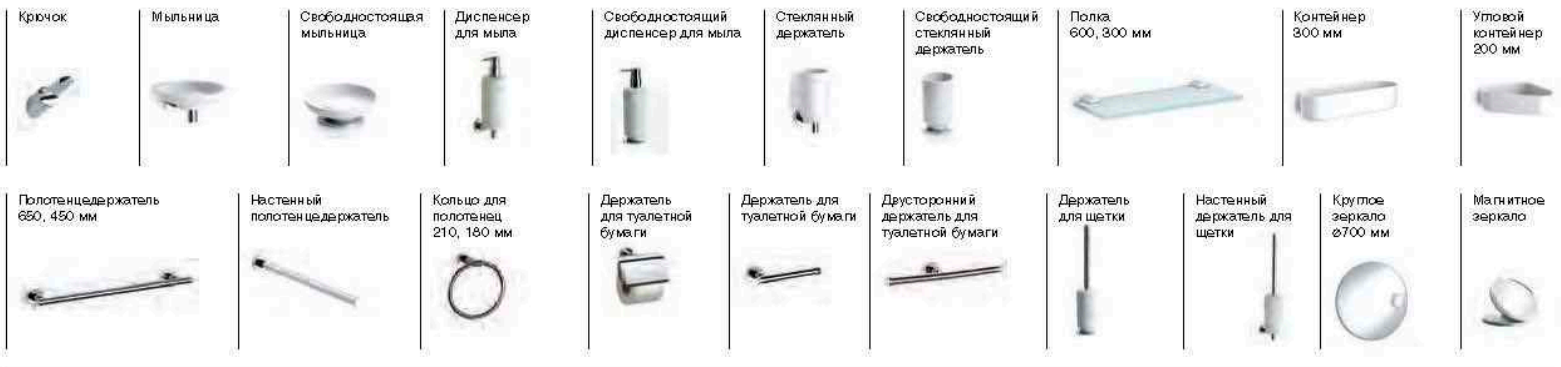 Крючок
Мыльница
Свободностоящая
мыльница
Диспенсер
для мыла
Свободностоящий
диспенсер для мыла
Стеклянный
держатель
Свободностоящий
стеклянный
держатель
Полка
600, 300 мм
Контейнер
300 мм
Угловой
контейнер
200 мм
Полотенцедержатель
650, 450 мм
Настенный
полотенцедержатель
Кольцо для
полотенец
210, 180 мм
Держатель
для туалетной
бумаги
Держатель для
туалетной бумаги
Двусторонний
держатель для
туалетной бумаги
Держатель
для щетки
Настенный
держатель для
щетки
Круглое
зеркало
ø700 мм
Магнитное
зеркало